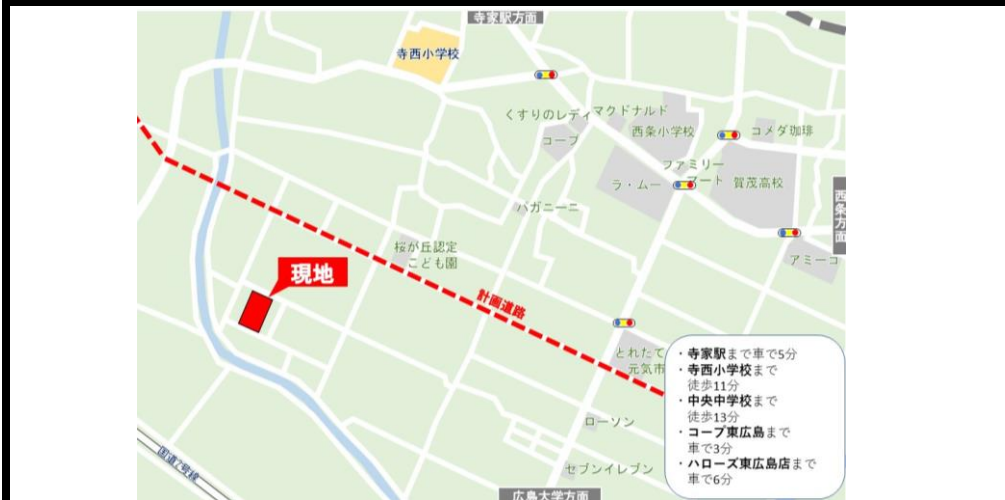 寺家駅方面
寺西小学校
くすりのレディ
マクドナルド
コープ
西条小学校
コメダ珈琲
ファミリー
マート
ラ・ムー
賀茂高校
西条方面
パガニーニ
アミーコ
桜が丘認定
こども園
現地
計画道路
とれたて
元気市
ローソン
セブンイレブン
国道2号線
広島大学方面
・寺家駅まで車で5分
・寺西小学校まで
徒歩11分
・中央中学校まで
徒歩13分
・コープ東広島まで
車で3分
・ハローズ東広島店まで
車で6分